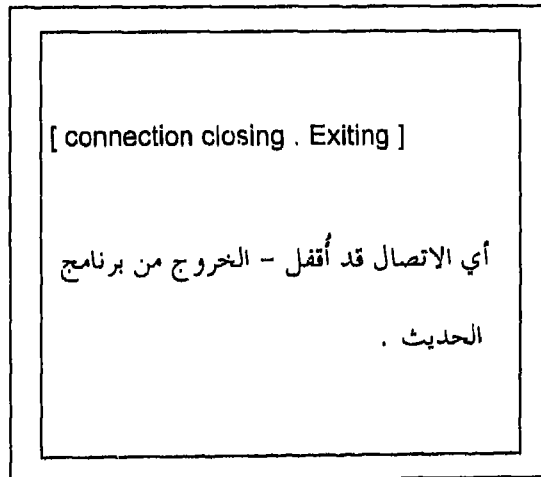 [ connection closing . Exiting ]
أي الاتصال قد أُقفل - الخروج من برنامج
الحديث .